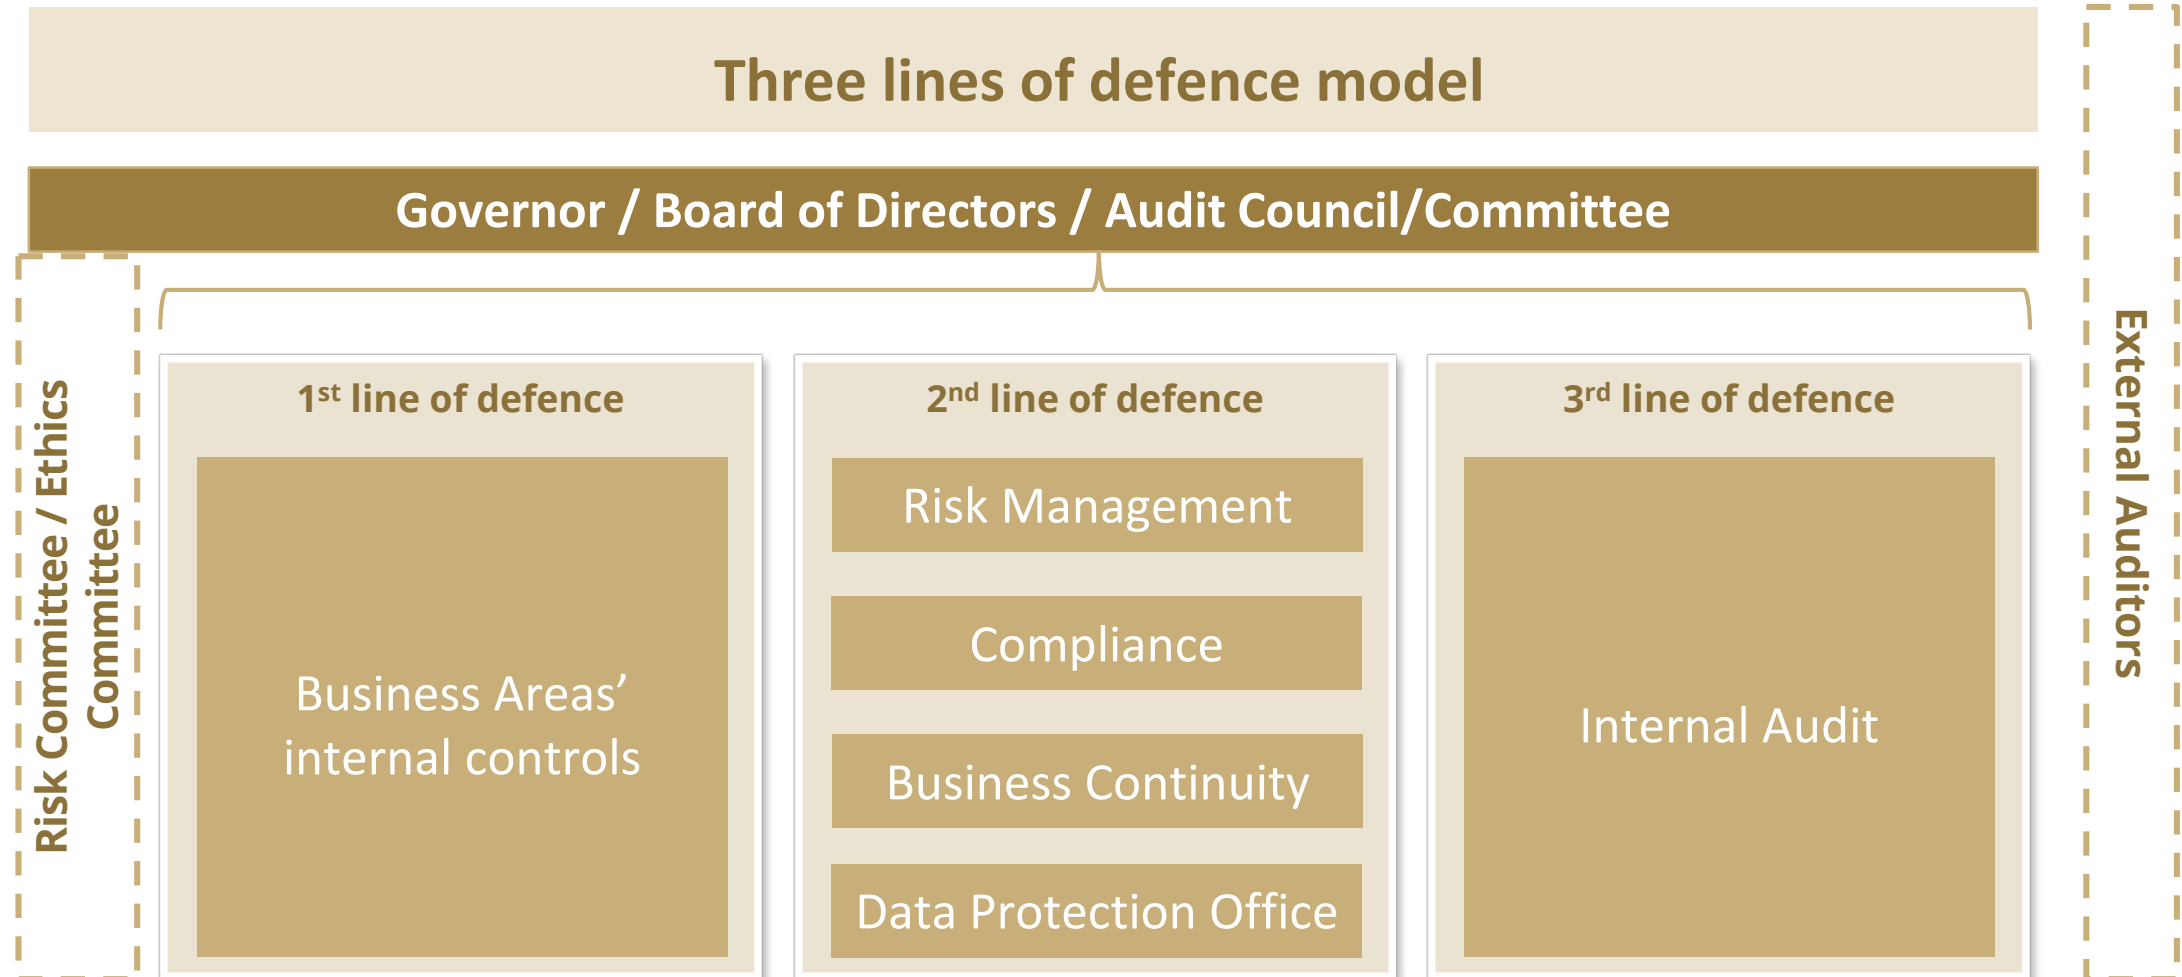 Three lines of defence model
Governor / Board of Directors / Audit Council/Committee
Risk Committee / Ethics
Committee
1st line of defence
Business Areas’
internal controls
2nd line of defence
Risk Management
Compliance
Business Continuity
Data Protection Office
3rd line of defence
Internal Audit
External Auditors